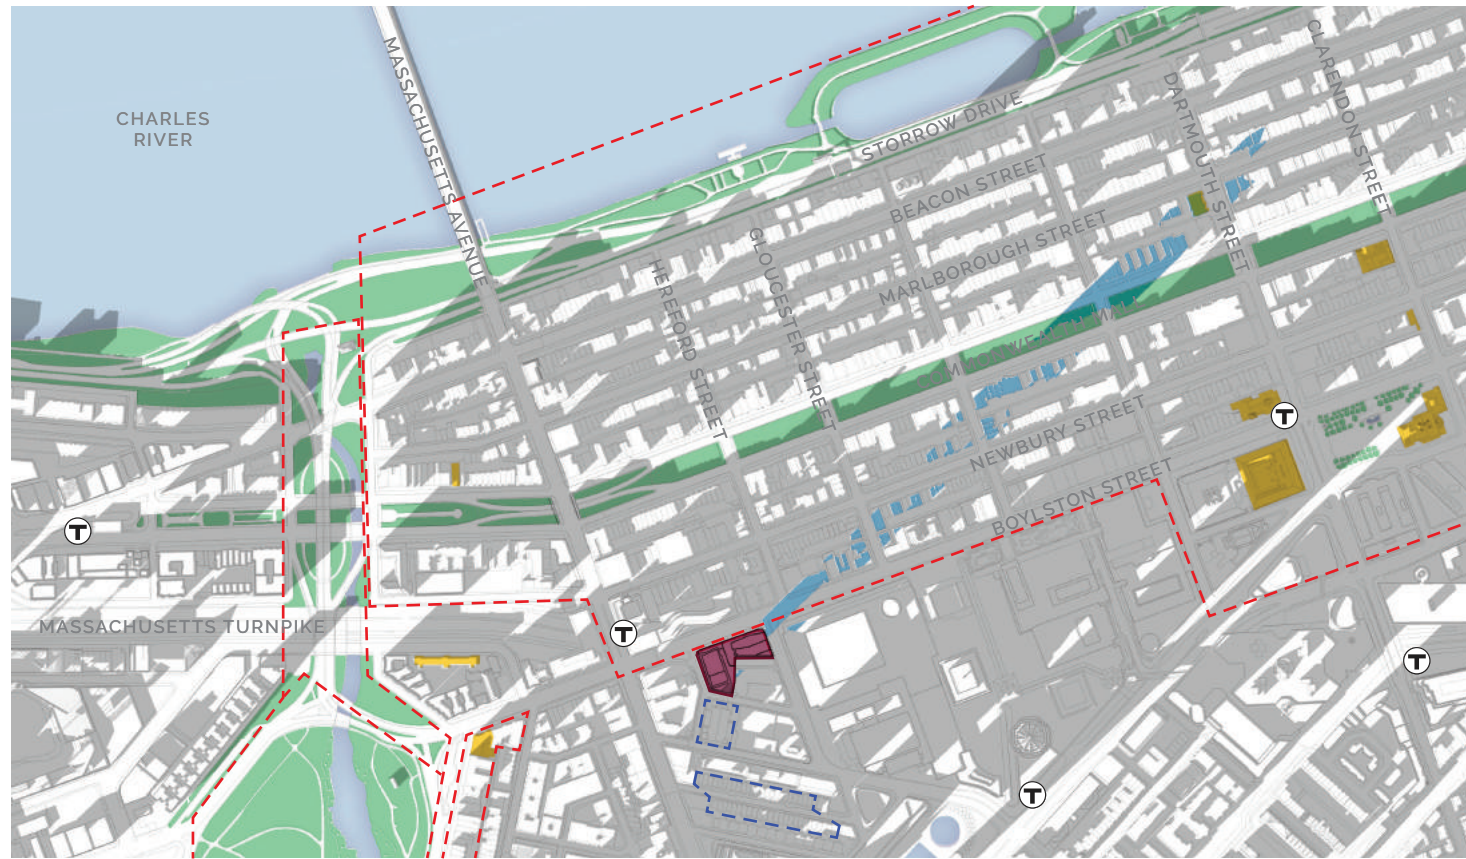 CHARLES
RIVER
MASSACHUSETTS AVENUE
STORROW DRIVE
BEACON STREET
MARLBOROUGH STREET
DARTMOUTH STREET
CLARENDON STREET
HEREFORD STREET
GLOUCESTER STREET
NEWBURY STREET
BOYLSTON STREET
MASSACHUSETTS TURNPIKE
T
T
T
T
T